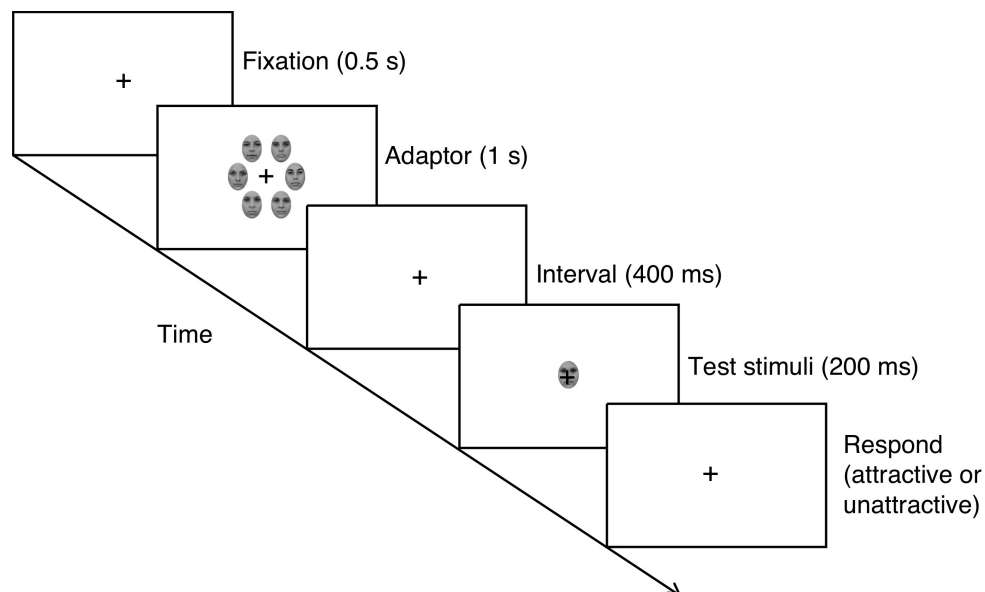 Fixation (0.5 s)
Adaptor (1 s)
Interval (400 ms)
Time
Test stimuli (200 ms)
Respond
(attractive or
unattractive)